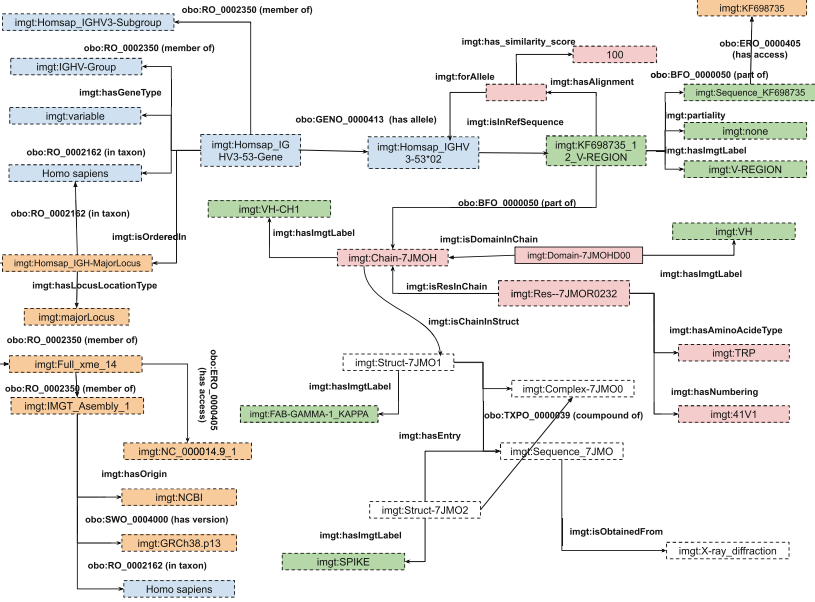 imgt:KF698735
obo:RO_0002350 (member of)
imgt:Homsap_IGHV3-Subgroup
obo:RO_0002350 (member of)
imgt:IGHV-Group
imgt:hasGeneType
imgt:variable
obo:RO_0002162 (in taxon)
Homo sapiens
obo:RO_0002162 (in taxon)
imgt:isOrderedIn
imgt:Homsap_IGH-MajorLocus
imgt:hasLocusLocationType
imgt:majorLocus
imgt:Homsap_IG
HV3-53-Gene
obo:GENO_0000413 (has allele)
imgt:Homsap_IGHV
3-53*02
imgt:has_similarity_score
100
imgt:forAllele
imgt:hasAlignment
imgt:isInRefSequence
imgt:KF698735_1
2_V-REGION
obo:ERO_0000405
(has access)
obo:BFO_0000050 (part of)
imgt:Sequence_KF698735
imgt:partiality
imgt:none
imgt:hasImgtLabel
imgt:V-REGION
obo:BFO_0000050 (part of)
imgt:VH-CH1
imgt:hasImgtLabel
imgt:Chain-7JMOH
imgt:isDomainInChain
imgt:Domain-7JMOHD00
imgt:VH
imgt:hasImgtLabel
imgt:isResInChain
imgt:Res--7JMOR0232
imgt:hasAminoAcideType
imgt:TRP
imgt:hasNumbering
imgt:41V1
imgt:isChainInStruct
imgt:Struct-7JMO1
imgt:hasImgtLabel
imgt:FAB-GAMMA-1_KAPPA
imgt:Complex-7JMO0
obo:TXPO_0000039 (coumpound of)
imgt:hasEntry
imgt:Sequence_7JMO
imgt:Struct-7JMO2
imgt:hasImgtLabel
imgt:SPIKE
imgt:isObtainedFrom
imgt:X-ray_diffraction
obo:RO_0002350 (member of)
imgt:Full_xme_14
obo:RO_0002350 (member of)
imgt:IMGT_Asembly_1
obo:ERO_0000405
(has access)
imgt:NC_000014.9_1
imgt:hasOrigin
imgt:NCBI
obo:SWO_0004000 (has version)
imgt:GRCh38.p13
obo:RO_0002162 (in taxon)
Homo sapiens